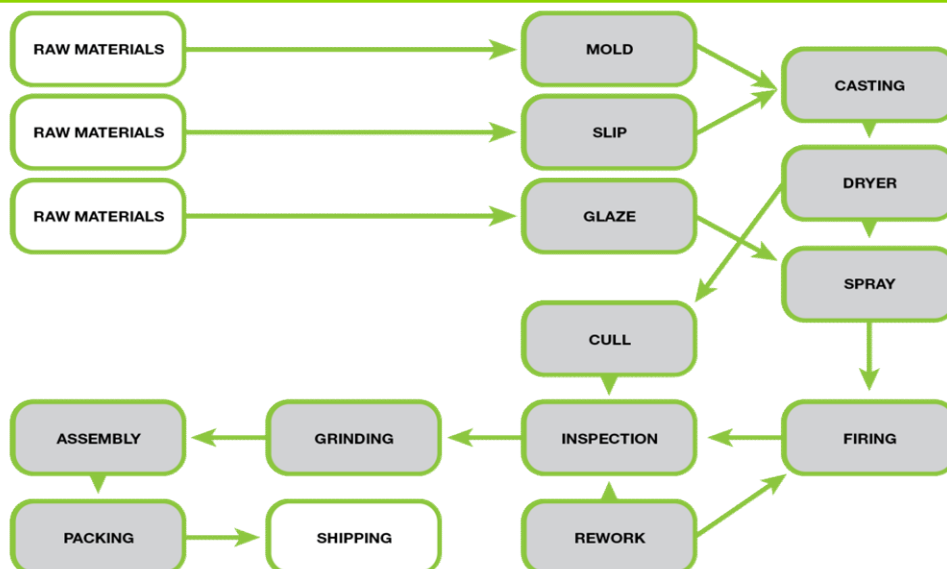 RAW MATERIALS
MOLD
CASTING
RAW MATERIALS
SLIP
DRYER
RAW MATERIALS
GLAZE
SPRAY
CULL
ASSEMBLY
GRINDING
INSPECTION
FIRING
PACKING
SHIPPING
REWORK